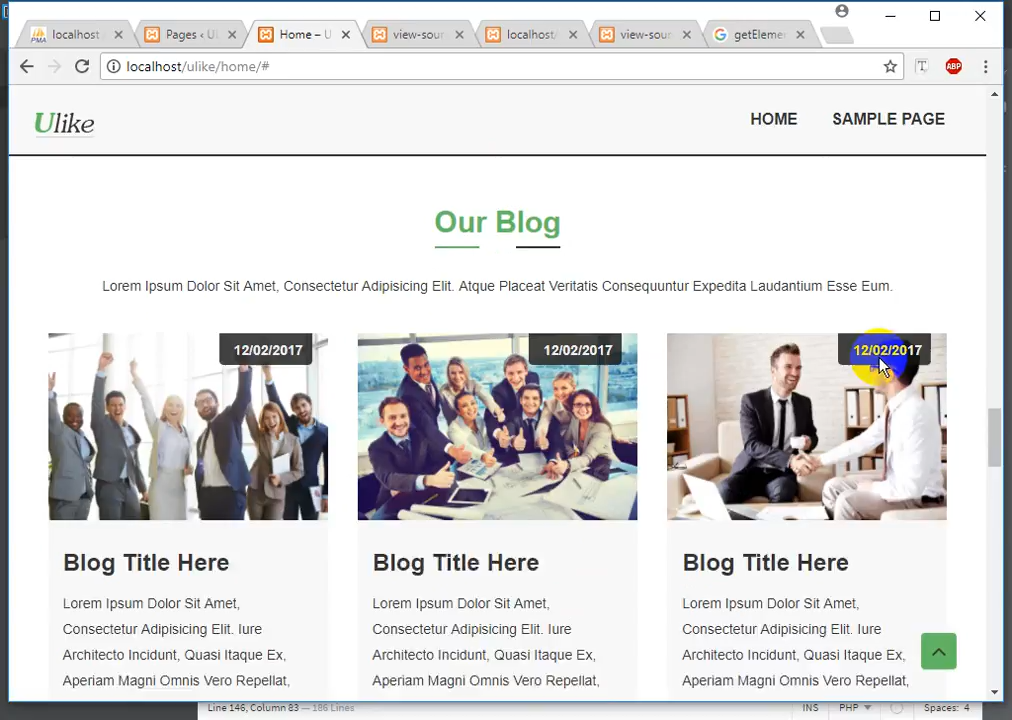 localhost
Pages ‹ Ul
Home – U
view-sour
localhost/
view-sour
getElemen
localhost/ulike/home/#
T
ABP
Ulike
HOME
SAMPLE PAGE
Our Blog
Lorem Ipsum Dolor Sit Amet, Consectetur Adipisicing Elit. Atque Placeat Veritatis Consequuntur Expedita Laudantium Esse Eum.
12/02/2017
12/02/2017
12/02/2017
Blog Title Here
Lorem Ipsum Dolor Sit Amet,
Consectetur Adipisicing Elit. Iure
Architecto Incidunt, Quasi Itaque Ex,
Aperiam Magni Omnis Vero Repellat,
Blog Title Here
Lorem Ipsum Dolor Sit Amet,
Consectetur Adipisicing Elit. Iure
Architecto Incidunt, Quasi Itaque Ex,
Aperiam Magni Omnis Vero Repellat,
Blog Title Here
Lorem Ipsum Dolor Sit Amet,
Consectetur Adipisicing Elit. Iure
Architecto Incidunt, Quasi Itaque Ex,
Aperiam Magni Omnis Vero Repellat,
Line 146, Column 83 — 186 Lines
INS
PHP
Spaces: 4